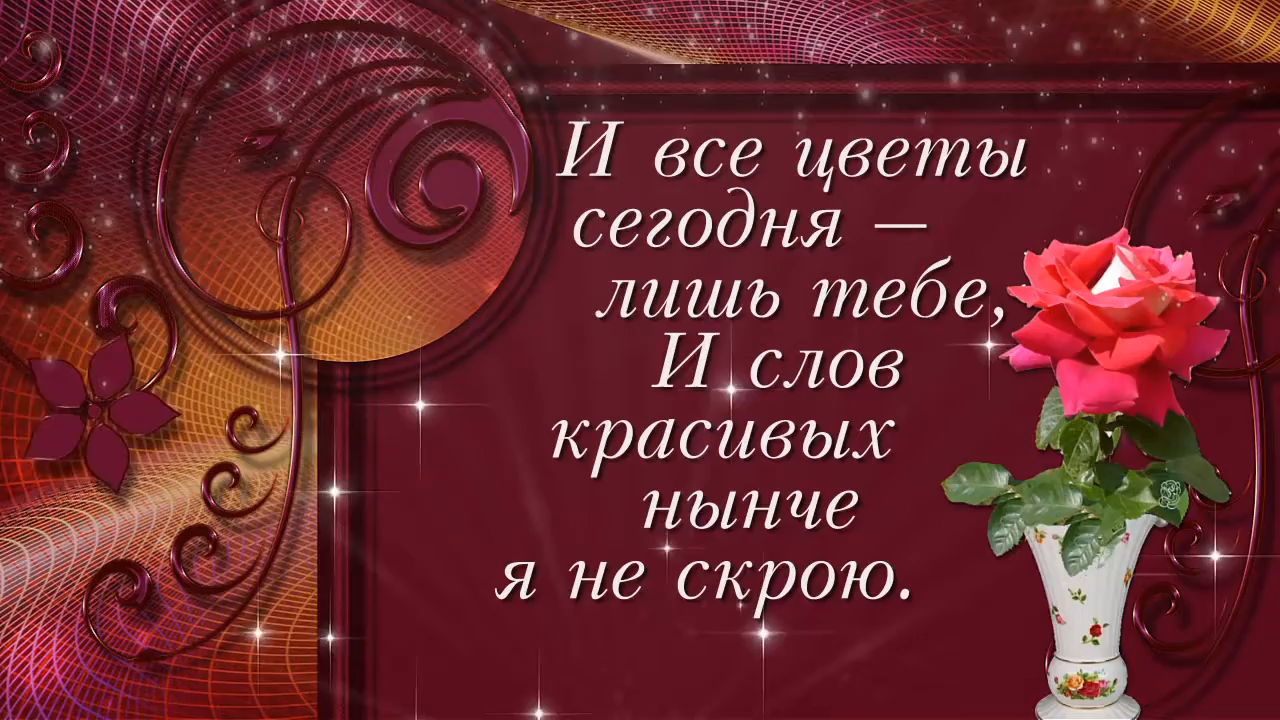 И все цветы
сегодня —
лишь тебе,
И слов
красивых
нынче
я не скрою.